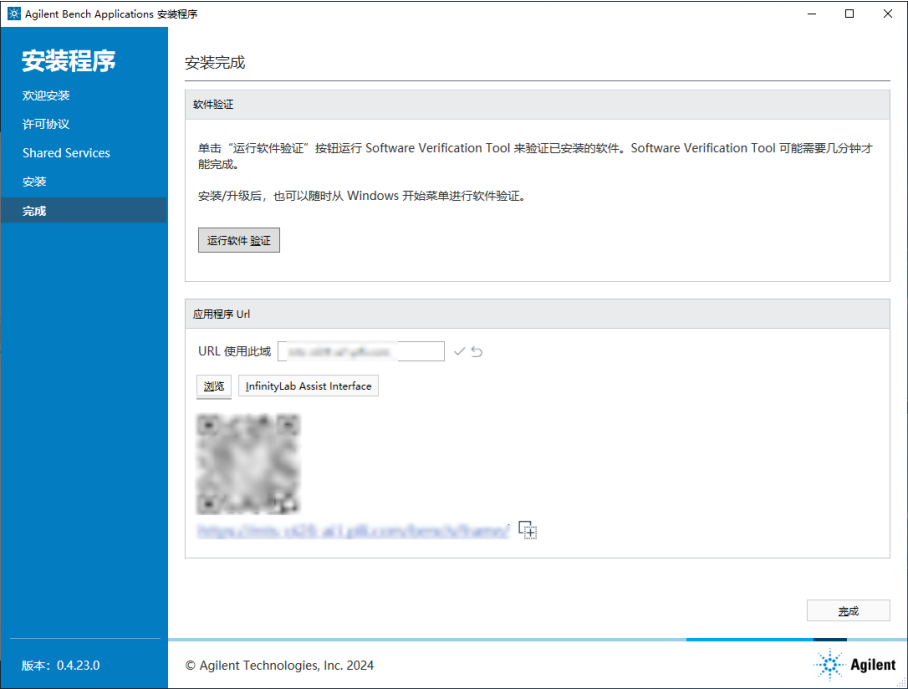 Agilent Bench Applications 安装程序
安装程序
欢迎安装
许可协议
Shared Services
安装
完成
版本：0.4.23.0
安装完成
软件验证
单击“运行软件验证”按钮运行 Software Verification Tool 来验证已安装的软件。Software Verification Tool 可能需要几分钟才
能完成。
安装/升级后，也可以随时从 Windows 开始菜单进行软件验证。
运行软件 验证
应用程序 Url
URL 使用此域
浏览
InfinityLab Assist Interface
完成
© Agilent Technologies, Inc. 2024
Agilent